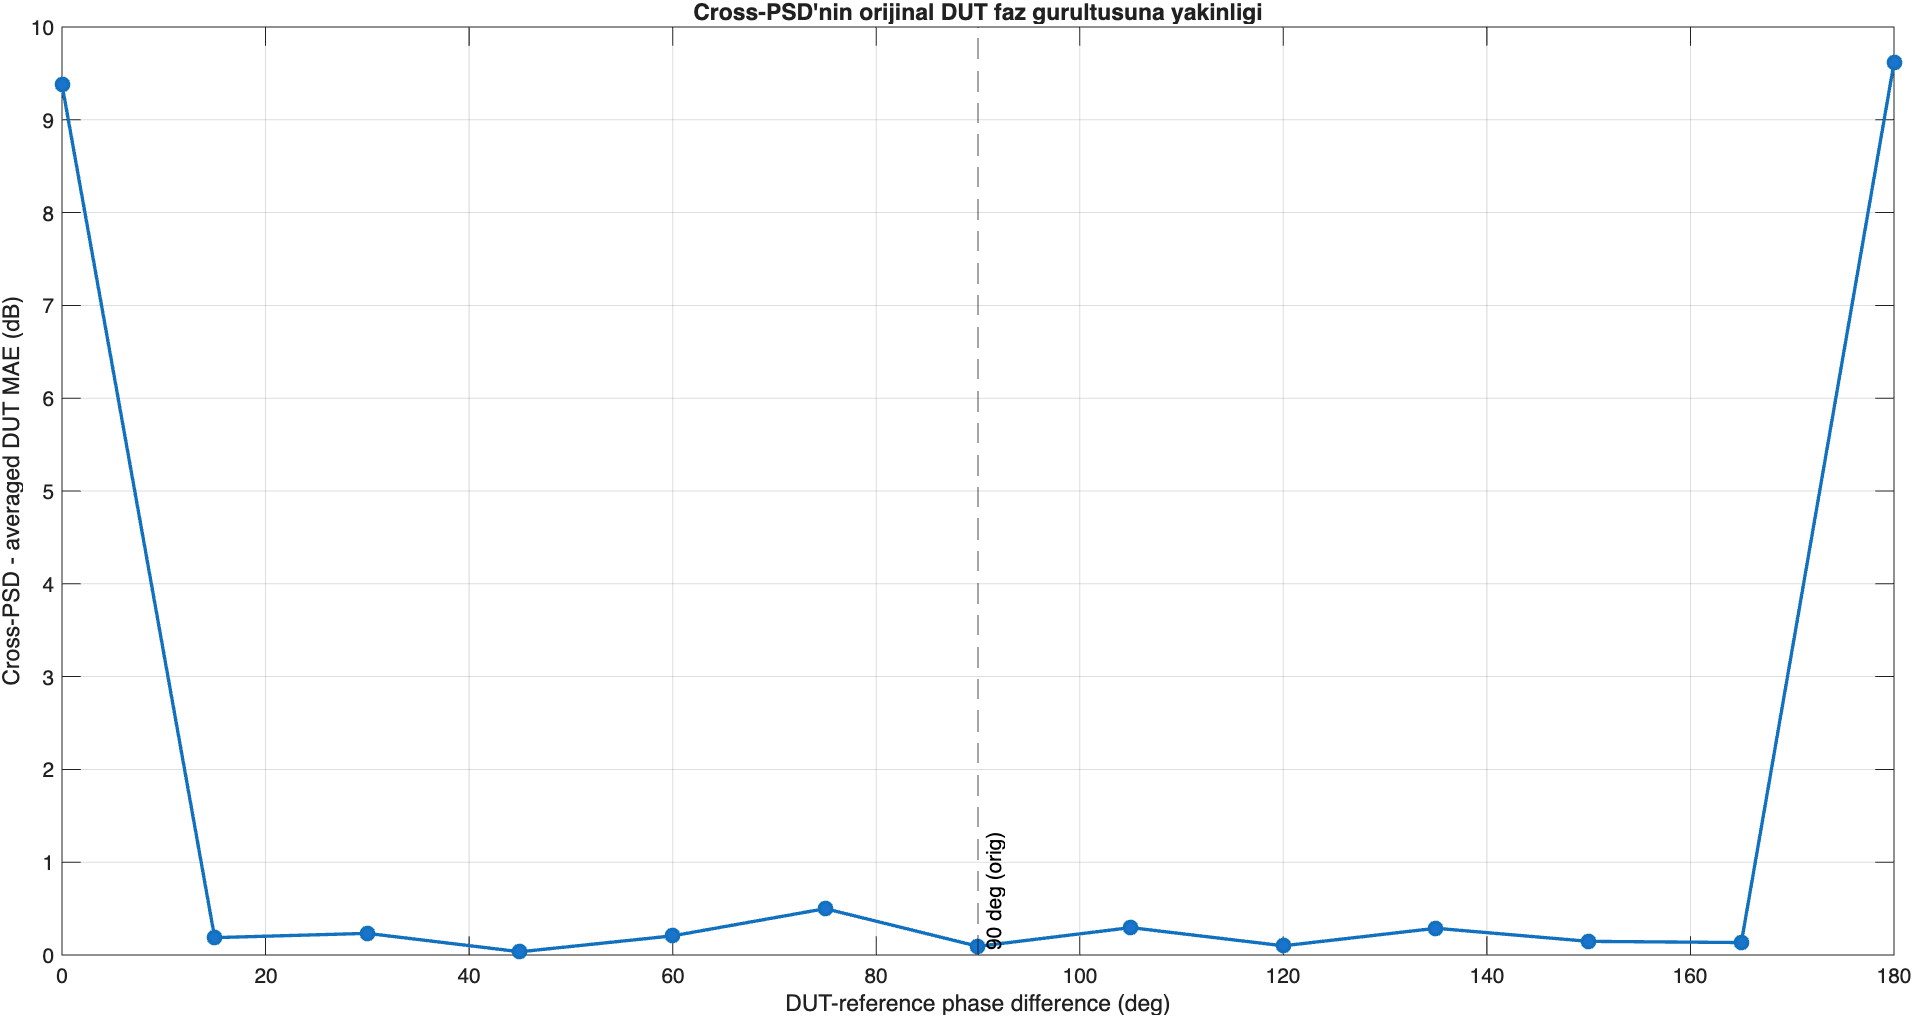 Cross-PSD'nin orijinal DUT faz gurultusuna yakinligi
Cross-PSD - averaged DUT MAE (dB)
10
9
8
7
6
5
4
3
2
1
0
90 deg (orig)
0 20 40 60 80 100 120 140 160 180
DUT-reference phase difference (deg)